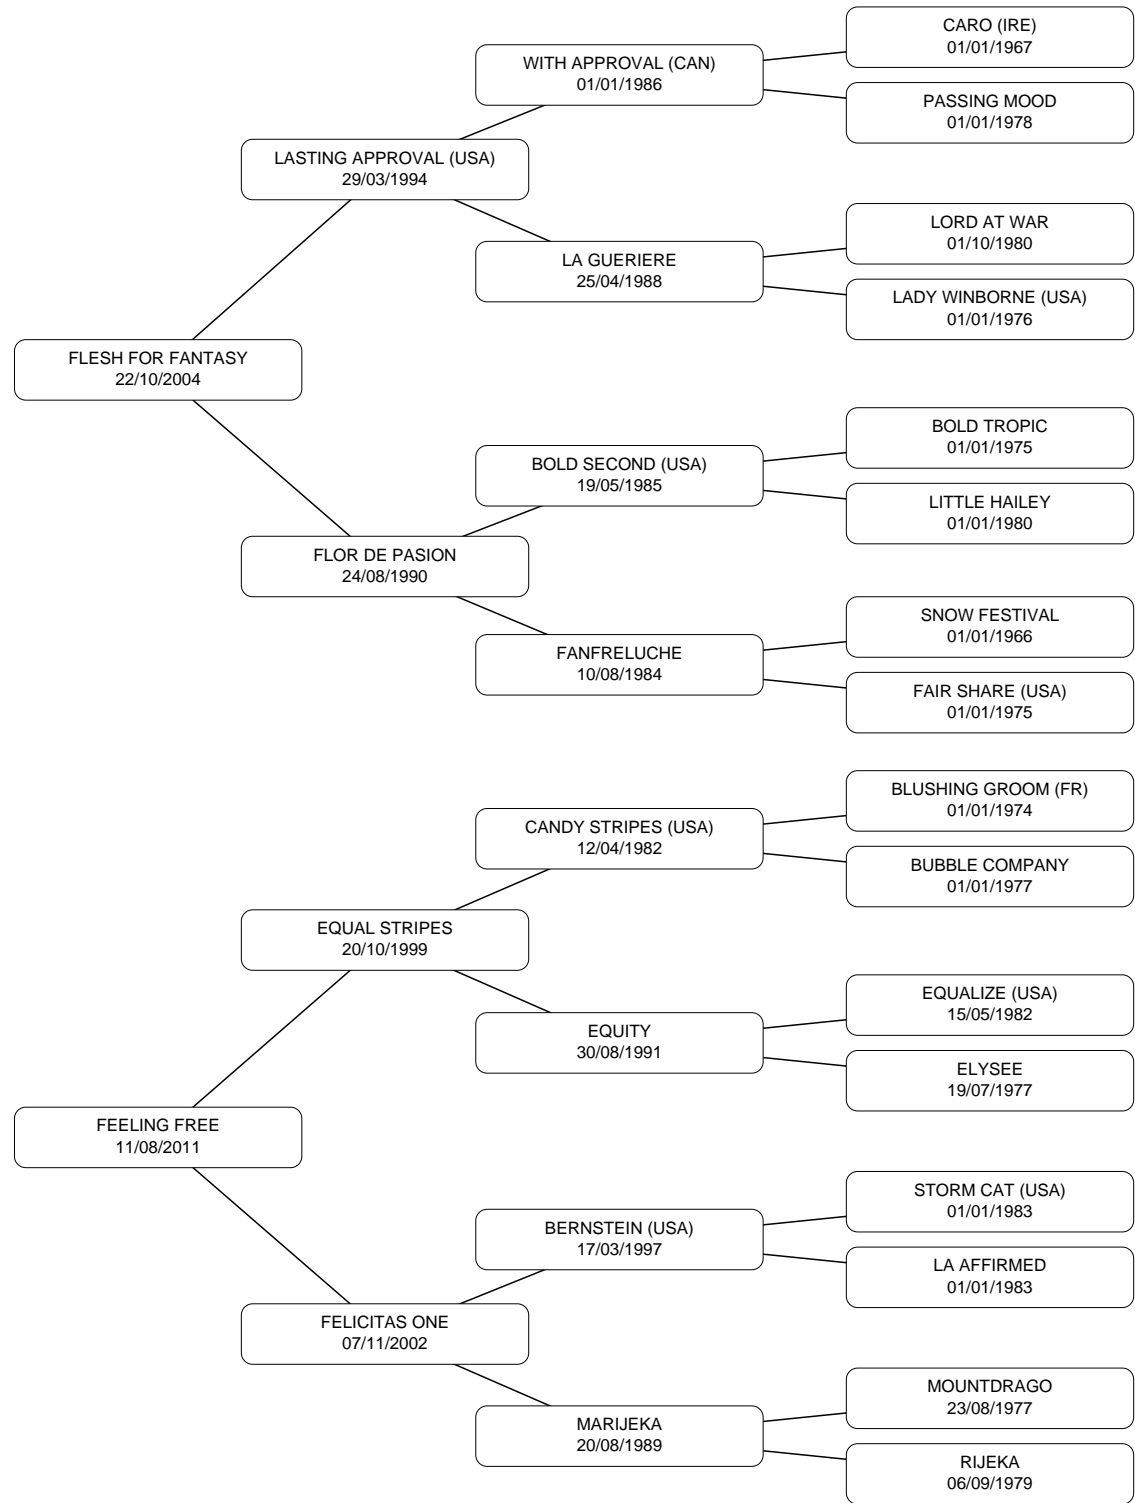 CARO (IRE)
01/01/1967
WITH APPROVAL (CAN)
01/01/1986
PASSING MOOD
01/01/1978
LASTING APPROVAL (USA)
29/03/1994
LORD AT WAR
01/10/1980
LA GUERIERE
25/04/1988
LADY WINBORNE (USA)
01/01/1976
FLESH FOR FANTASY
22/10/2004
BOLD TROPIC
01/01/1975
BOLD SECOND (USA)
19/05/1985
LITTLE HAILEY
01/01/1980
FLOR DE PASION
24/08/1990
SNOW FESTIVAL
01/01/1966
FANFRELUCHE
10/08/1984
FAIR SHARE (USA)
01/01/1975
BLUSHING GROOM (FR)
01/01/1974
CANDY STRIPES (USA)
12/04/1982
BUBBLE COMPANY
01/01/1977
EQUAL STRIPES
20/10/1999
EQUALIZE (USA)
15/05/1982
EQUITY
30/08/1991
ELYSEE
19/07/1977
FEELING FREE
11/08/2011
STORM CAT (USA)
01/01/1983
BERNSTEIN (USA)
17/03/1997
LA AFFIRMED
01/01/1983
FELICITAS ONE
07/11/2002
MOUNTDRAGO
23/08/1977
MARIJEKA
20/08/1989
RIJEKA
06/09/1979